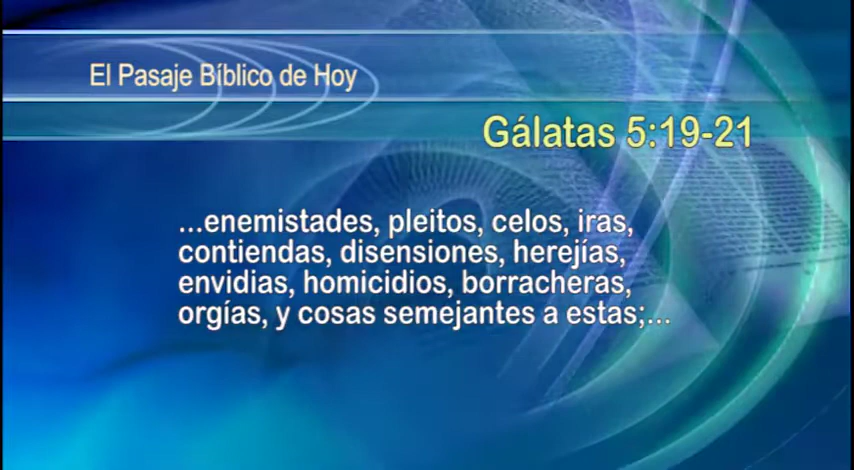 El Pasaje Bíblico de Hoy
Gálatas 5:19-21
...enemistades, pleitos, celos, iras,
contiendas, disensiones, herejías,
envidias, homicidios, borracheras,
orgías, y cosas semejantes a estas;...